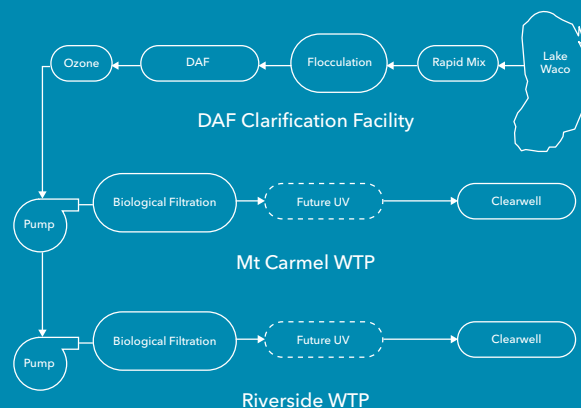 Ozone
DAF
Flocculation
Rapid Mix
Lake
Waco
DAF Clarification Facility
Pump
Biological Filtration
Future UV
Clearwell
Mt Carmel WTP
Pump
Biological Filtration
Future UV
Clearwell
Riverside WTP